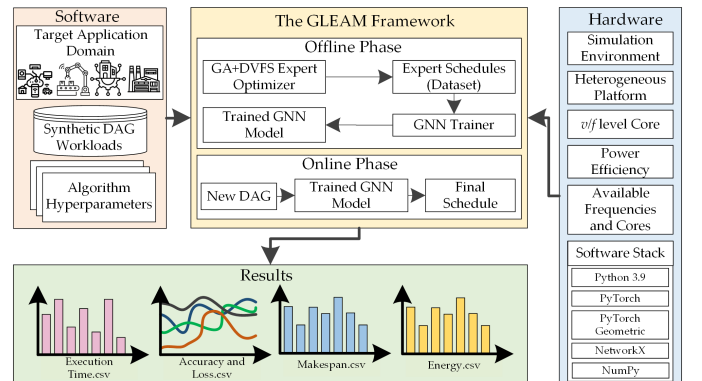 Software
Target Application
Domain
Synthetic DAG
Workloads
Algorithm
Hyperparameters
The GLEAM Framework
Offline Phase
GA+DVFS Expert
Optimizer
Expert Schedules
(Dataset)
Trained GNN
Model
GNN Trainer
Online Phase
New DAG
Trained GNN
Model
Final
Schedule
Hardware
Simulation
Environment
Heterogeneous
Platform
v/f level Core
Power
Efficiency
Available
Frequencies
and Cores
Software Stack
Python 3.9
PyTorch
PyTorch
Geometric
NetworkX
NumPy
Results
Execution
Time.csv
Accuracy and
Loss.csv
Makespan.csv
Energy.csv